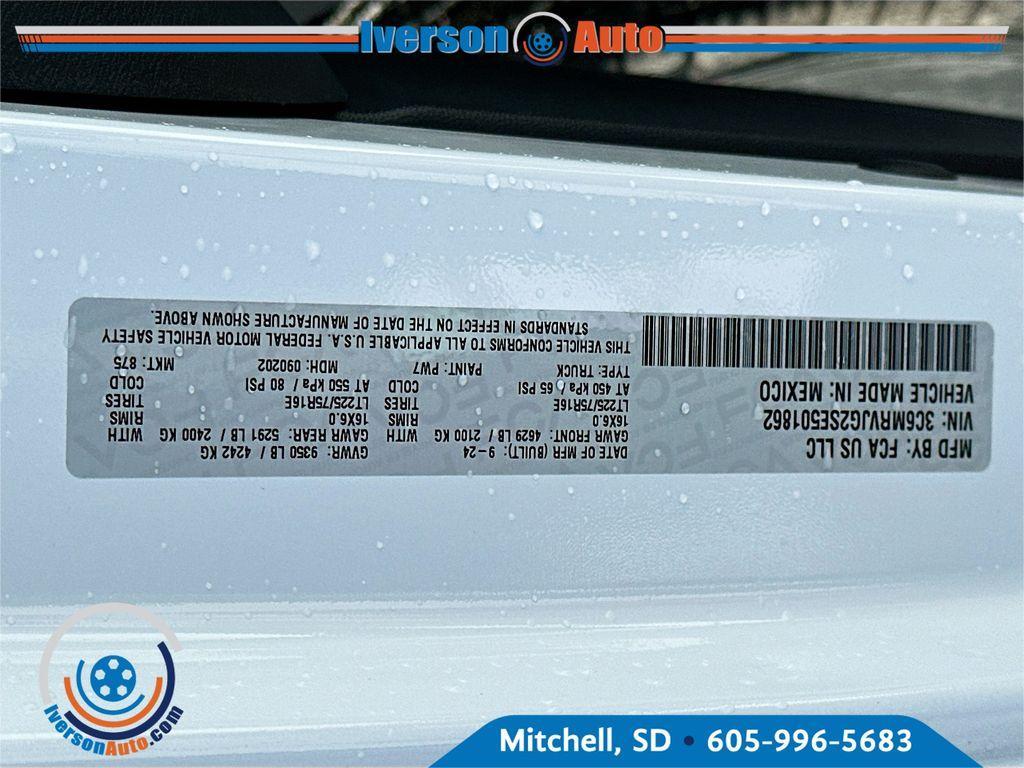 Iverson Auto
MFD BY: FCA US LLC
VIN: 3C6MRVJG2SE501862
VEHICLE MADE IN: MEXICO
DATE OF MFR (BUILT): 9-24 GVWR: 9350 LB / 4242 KG
GAWR FRONT: 4629 LB / 2100 KG WITH GAWR REAR: 5291 LB / 2400 KG WITH
16X6.0 RIMS 16X6.0 RIMS
LT225/75R16E TIRES LT225/75R16E TIRES
AT 450 kPa / 65 PSI COLD AT 550 kPa / 80 PSI COLD
TYPE: TRUCK PAINT: PW7 MDH: 090202 MKT: 875
THIS VEHICLE CONFORMS TO ALL APPLICABLE U.S.A. FEDERAL MOTOR VEHICLE SAFETY
STANDARDS IN EFFECT ON THE DATE OF MANUFACTURE SHOWN ABOVE.
IversonAuto.com
Mitchell, SD • 605-996-5683